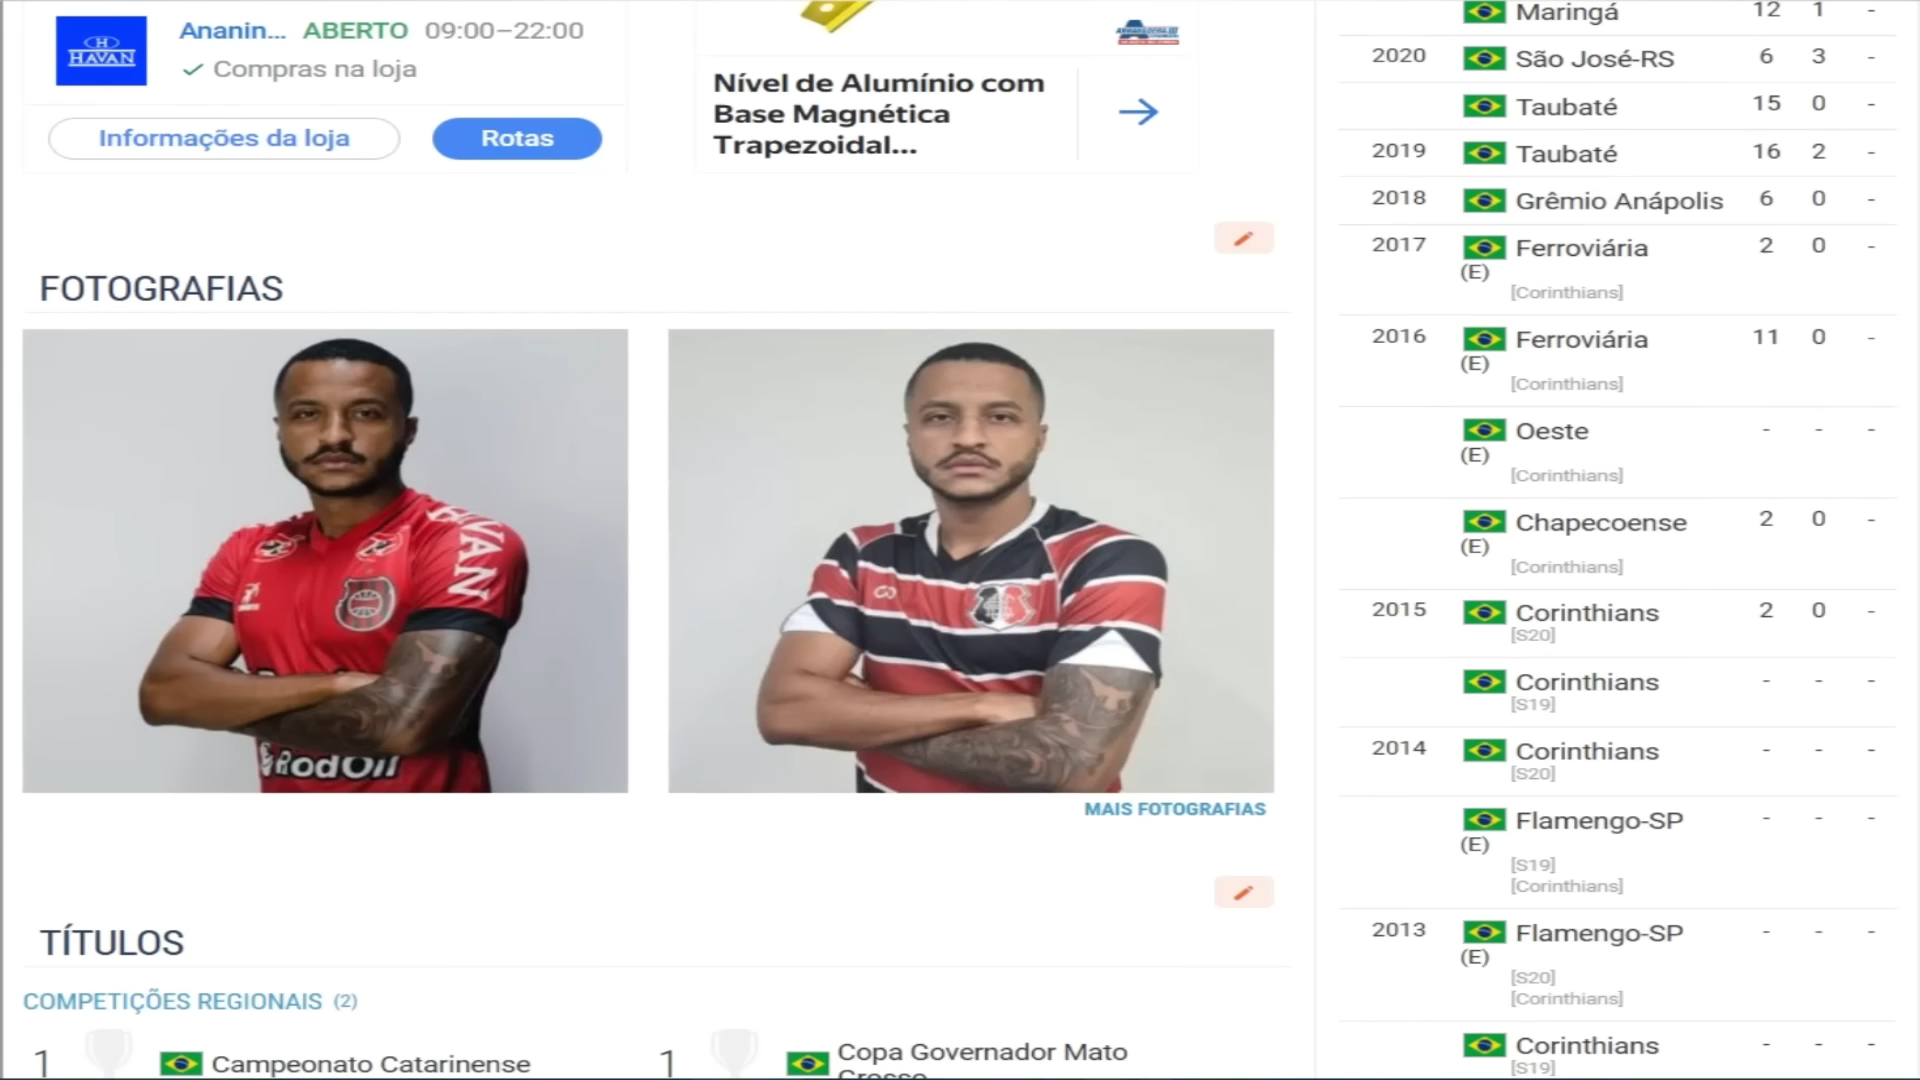 HAVAN
Ananin... ABERTO 09:00–22:00
Compras na loja
Informações da loja
Rotas
Nível de Alumínio com
Base Magnética
Trapezoidal...
FOTOGRAFIAS
HAVAN
RodOil
MAIS FOTOGRAFIAS
TÍTULOS
COMPETIÇÕES REGIONAIS (2)
1 Campeonato Catarinense
1 Copa Governador Mato
Grosso
Maringá 12 1 -
2020 São José-RS 6 3 -
Taubaté 15 0 -
2019 Taubaté 16 2 -
2018 Grêmio Anápolis 6 0 -
2017 Ferroviária 2 0 -
(E)
[Corinthians]
2016 Ferroviária 11 0 -
(E)
[Corinthians]
Oeste - - -
(E)
[Corinthians]
Chapecoense 2 0 -
(E)
[Corinthians]
2015 Corinthians 2 0 -
[S20]
Corinthians - - -
[S19]
2014 Corinthians - - -
[S20]
Flamengo-SP - - -
(E)
[S19]
[Corinthians]
2013 Flamengo-SP - - -
(E)
[S20]
[Corinthians]
Corinthians - - -
[S19]